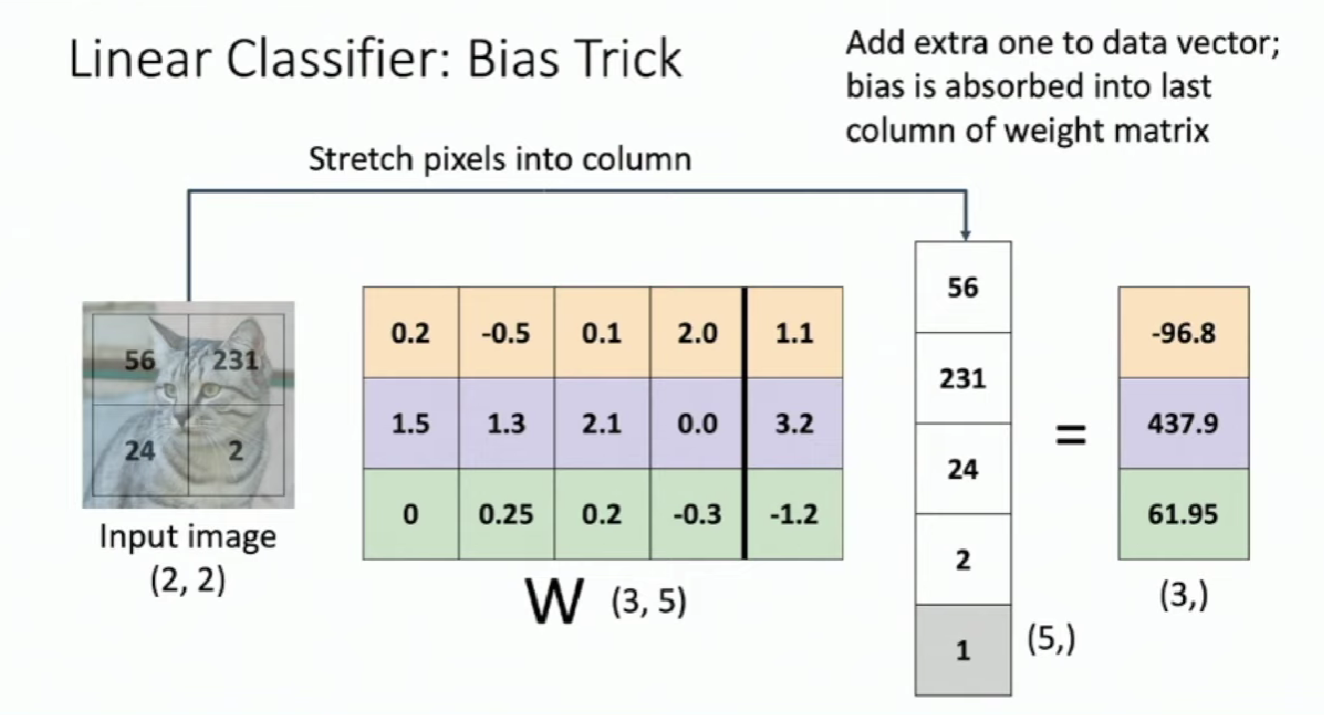 Linear Classifier: Bias Trick
Add extra one to data vector;
bias is absorbed into last
column of weight matrix
Stretch pixels into column
56 231
24 2
Input image
(2, 2)
0.2 -0.5 0.1 2.0 1.1
1.5 1.3 2.1 0.0 3.2
0 0.25 0.2 -0.3 -1.2
W (3, 5)
56
231
24
2
1
(5,)
=
-96.8
437.9
61.95
(3,)